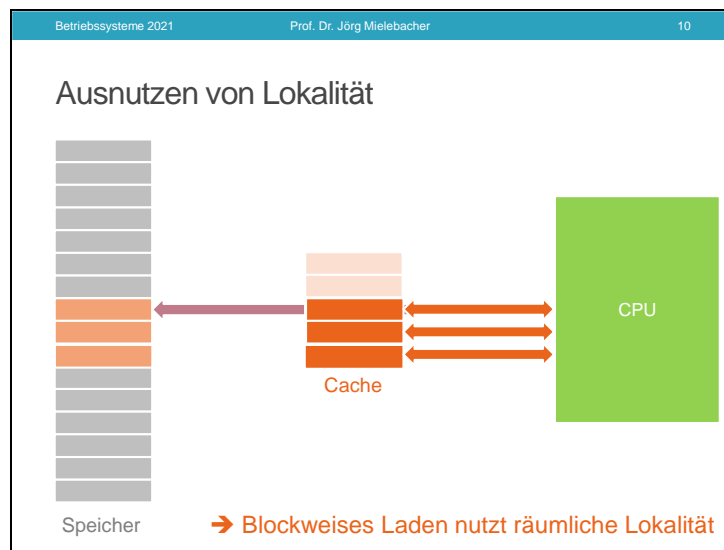 Betriebssysteme 2021 Prof. Dr. Jörg Mielebacher 10
Ausnutzen von Lokalität
CPU
Cache
Speicher
➔ Blockweises Laden nutzt räumliche Lokalität